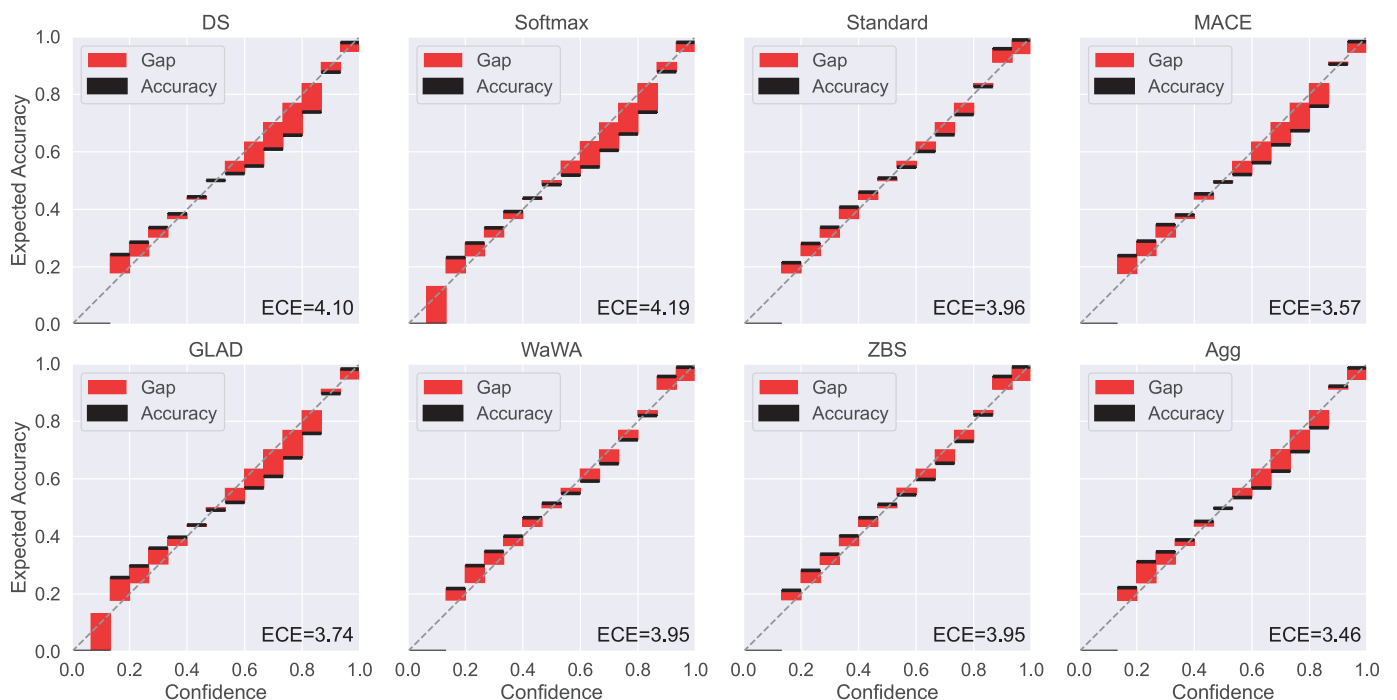 DS
Softmax
Standard
MACE
1.0
0.8
0.6
0.4
0.2
0.0
Expected Accuracy
Gap
Accuracy
ECE=4.10
Gap
Accuracy
ECE=4.19
Gap
Accuracy
ECE=3.96
Gap
Accuracy
ECE=3.57
GLAD
WaWA
ZBS
Agg
1.0
0.8
0.6
0.4
0.2
0.0
Expected Accuracy
Gap
Accuracy
ECE=3.74
Gap
Accuracy
ECE=3.95
Gap
Accuracy
ECE=3.95
Gap
Accuracy
ECE=3.46
0.0 0.2 0.4 0.6 0.8 1.0
Confidence
0.0 0.2 0.4 0.6 0.8 1.0
Confidence
0.0 0.2 0.4 0.6 0.8 1.0
Confidence
0.0 0.2 0.4 0.6 0.8 1.0
Confidence